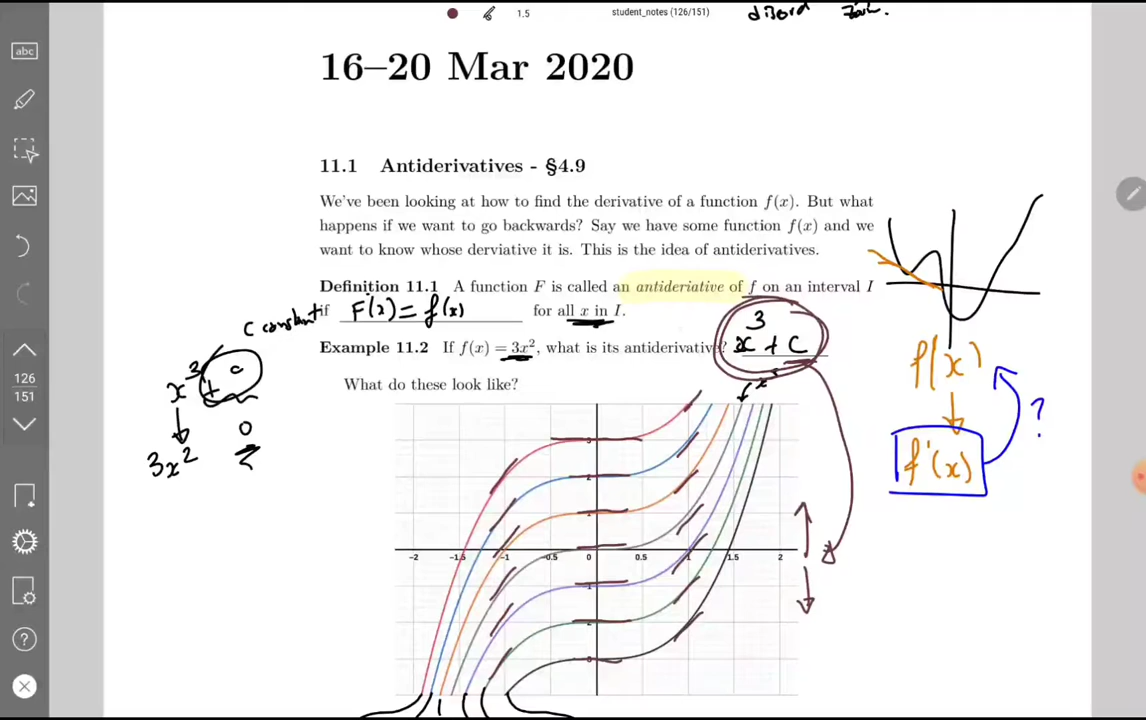 1.5 student_notes (126/151)
abc
16–20 Mar 2020
11.1 Antiderivatives - §4.9
We've been looking at how to find the derivative of a function f(x). But what
happens if we want to go backwards? Say we have some function f(x) and we
want to know whose derviative it is. This is the idea of antiderivatives.
Definition 11.1 A function F is called an antideriative of f on an interval I
if F'(x) = f(x) for all x in I.
C constant
Example 11.2 If f(x) = 3x², what is its antiderivative? x³ + C
What do these look like?
x³ + C
0
3x²
x³
f(x)
?
f'(x)
126
151
-2 -1.5 -1 -0.5 0 0.5 1 1.5 2
?